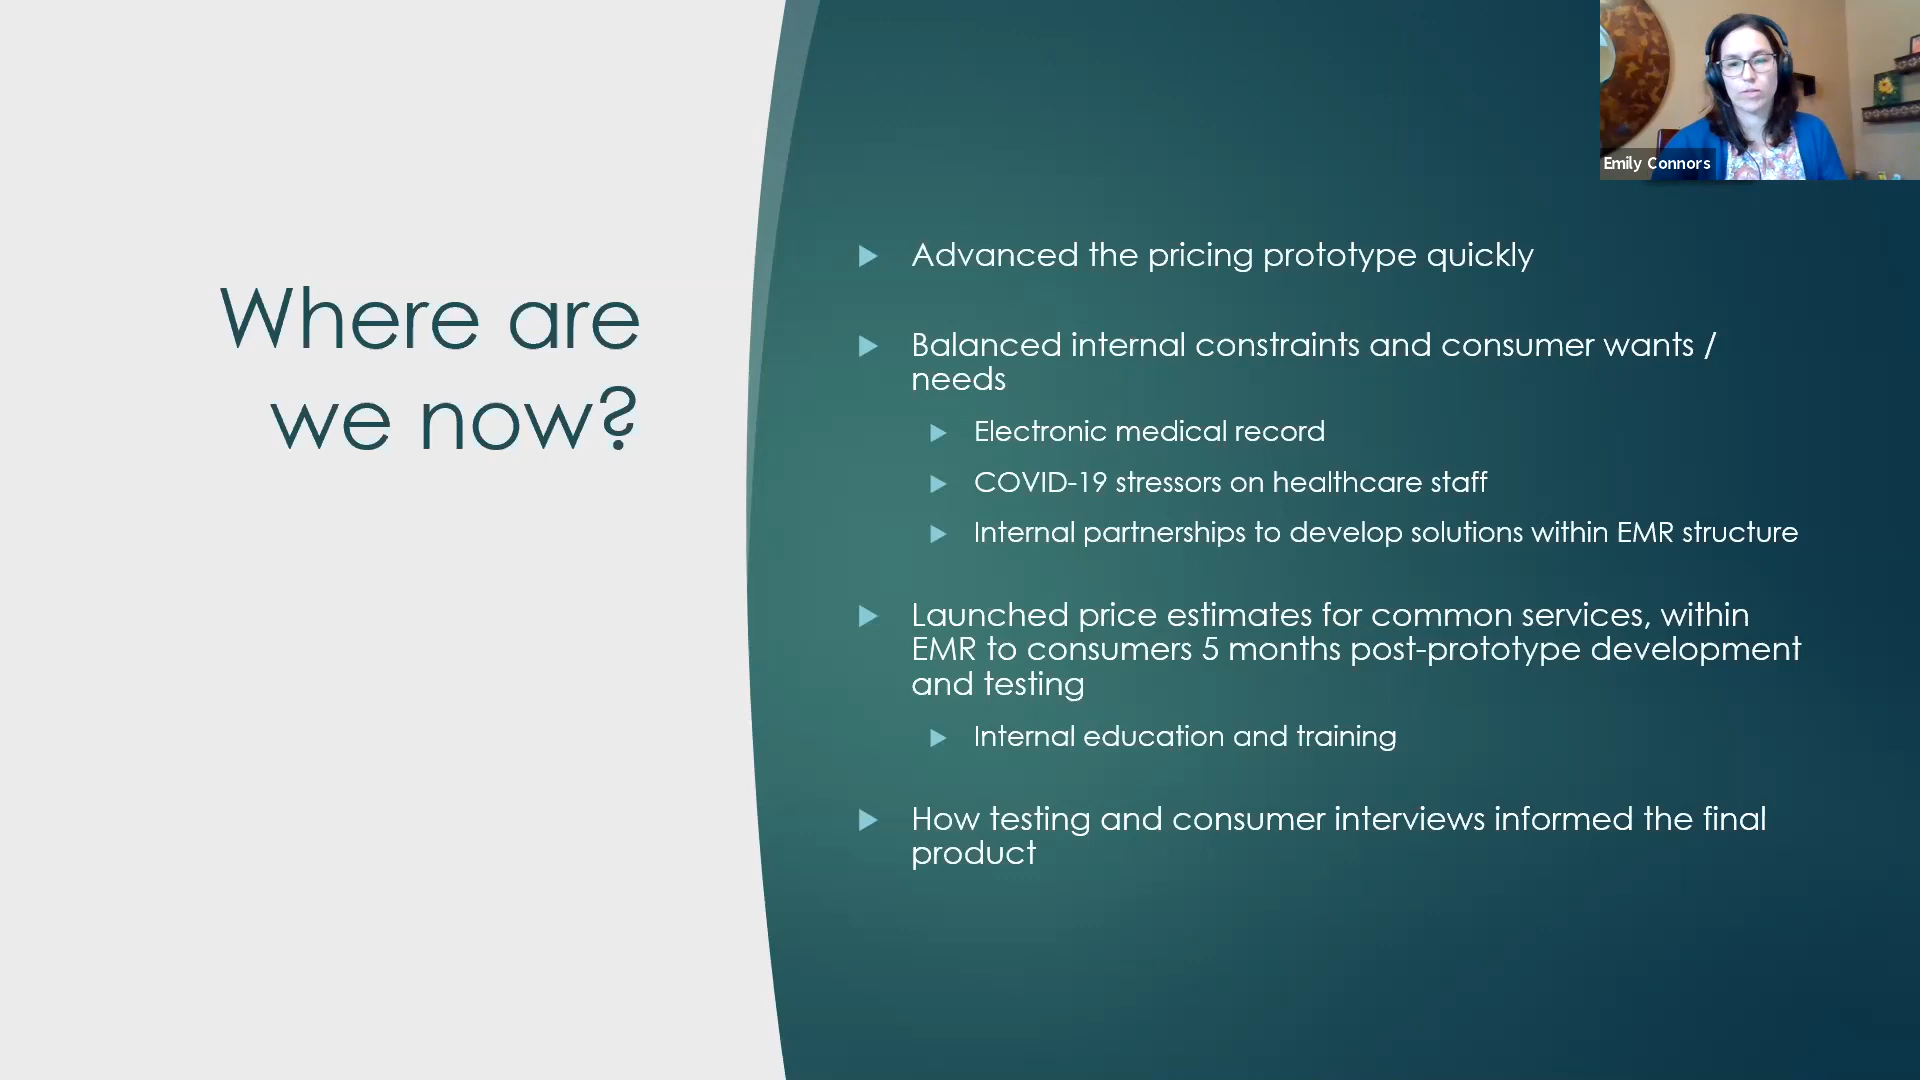 Where are
we now?
Advanced the pricing prototype quickly
Balanced internal constraints and consumer wants /
needs
Electronic medical record
COVID-19 stressors on healthcare staff
Internal partnerships to develop solutions within EMR structure
Launched price estimates for common services, within
EMR to consumers 5 months post-prototype development
and testing
Internal education and training
How testing and consumer interviews informed the final
product
Emily Connors